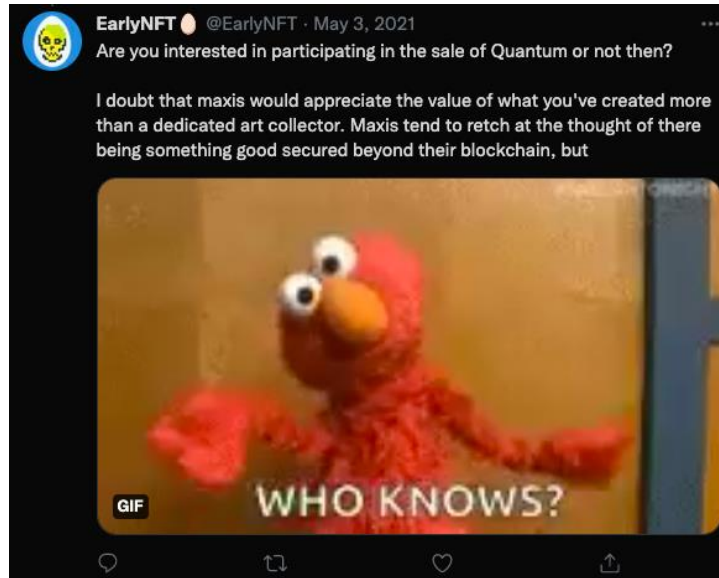 EarlyNFT🥚 @EarlyNFT · May 3, 2021
Are you interested in participating in the sale of Quantum or not then?
I doubt that maxis would appreciate the value of what you've created more
than a dedicated art collector. Maxis tend to retch at the thought of there
being something good secured beyond their blockchain, but
GIF
WHO KNOWS?